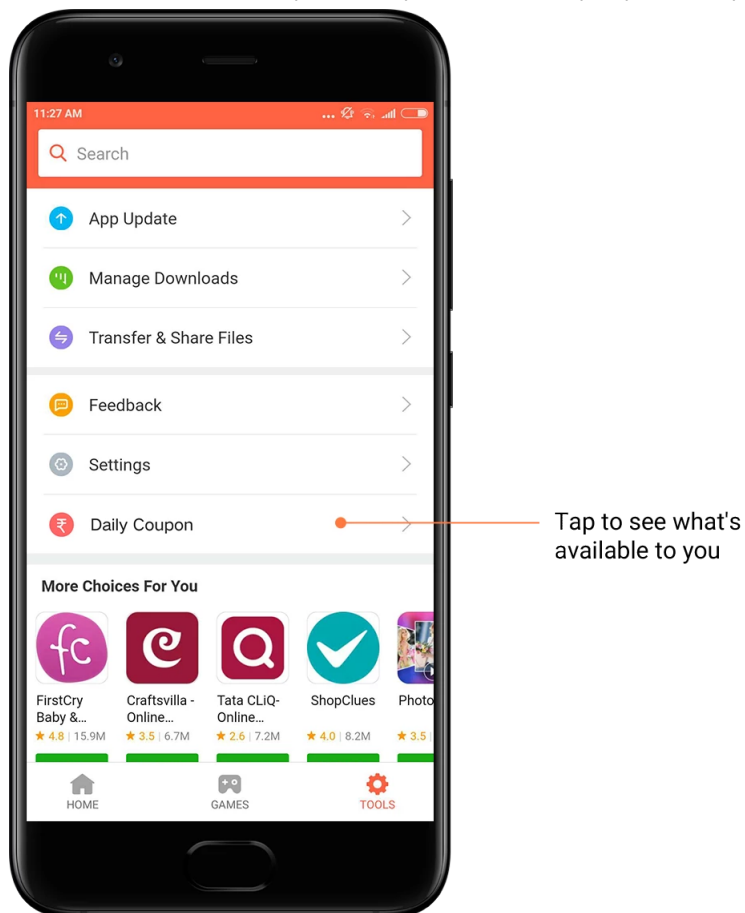 11:27 AM
Search
App Update
Manage Downloads
Transfer & Share Files
Feedback
Settings
Daily Coupon
Tap to see what's
available to you
More Choices For You
fc
FirstCry
Baby &...
★ 4.8 | 15.9M
Craftsvilla -
Online...
★ 3.5 | 6.7M
Tata CLiQ-
Online...
★ 2.6 | 7.2M
ShopClues
★ 4.0 | 8.2M
Photo
★ 3.5 |
HOME
GAMES
TOOLS